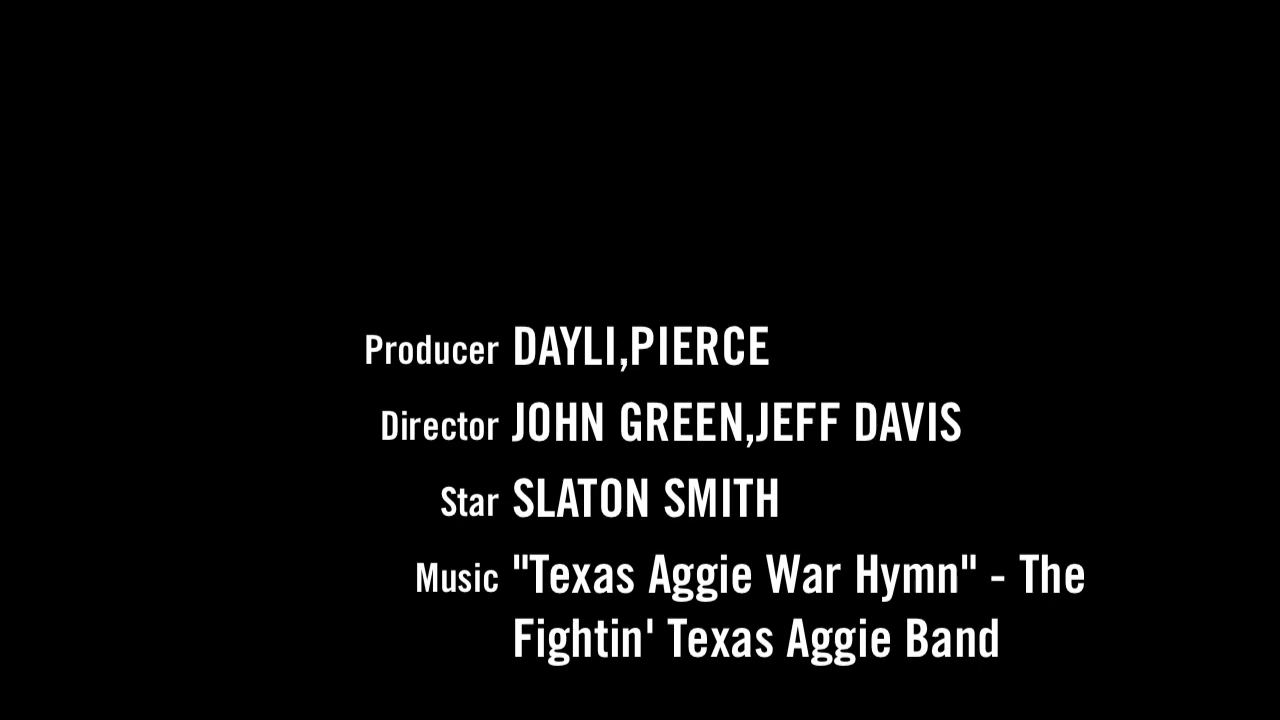 Producer DAYLI,PIERCE
Director JOHN GREEN,JEFF DAVIS
Star SLATON SMITH
Music "Texas Aggie War Hymn" - The
Fightin' Texas Aggie Band